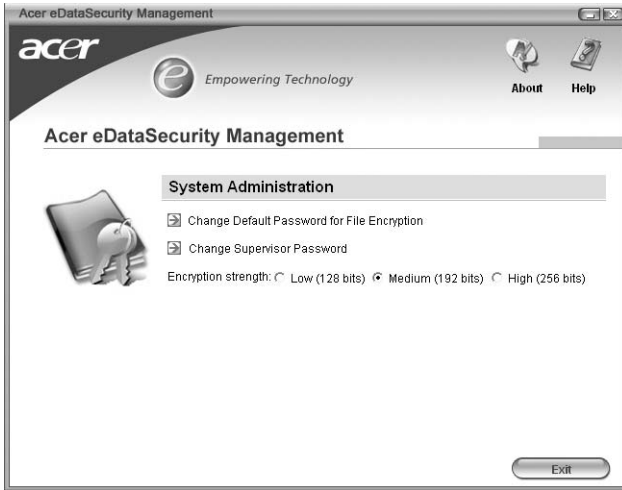 Acer eDataSecurity Management
acer
e Empowering Technology
About Help
Acer eDataSecurity Management
System Administration
Change Default Password for File Encryption
Change Supervisor Password
Encryption strength: Low (128 bits) Medium (192 bits) High (256 bits)
Exit